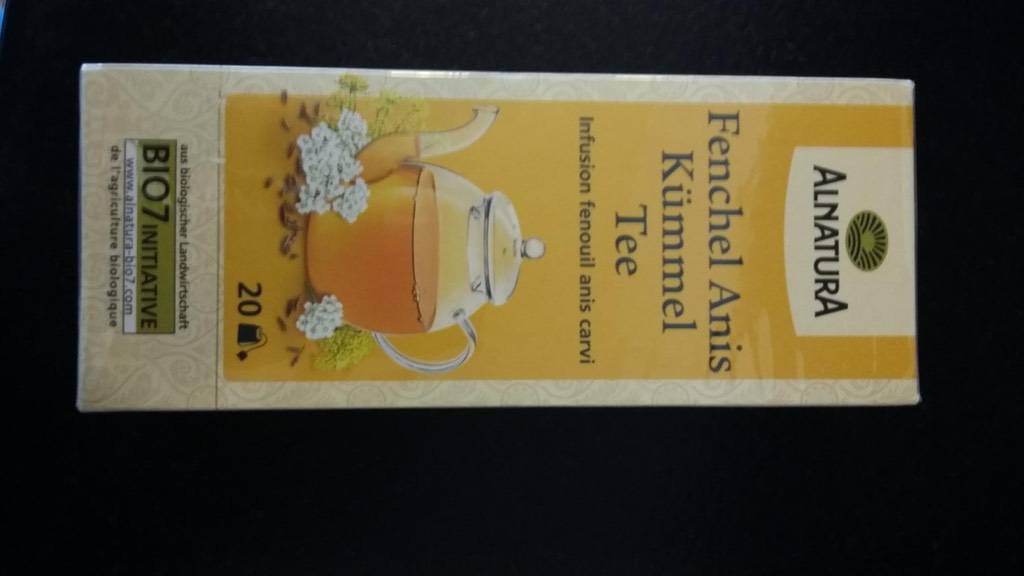 ALNATURA
Fenchel Anis
Kümmel
Tee
Infusion fenouil anis carvi
20
aus biologischer Landwirtschaft
BIO7 INITIATIVE
www.alnatura-bio7.com
de l'agriculture biologique